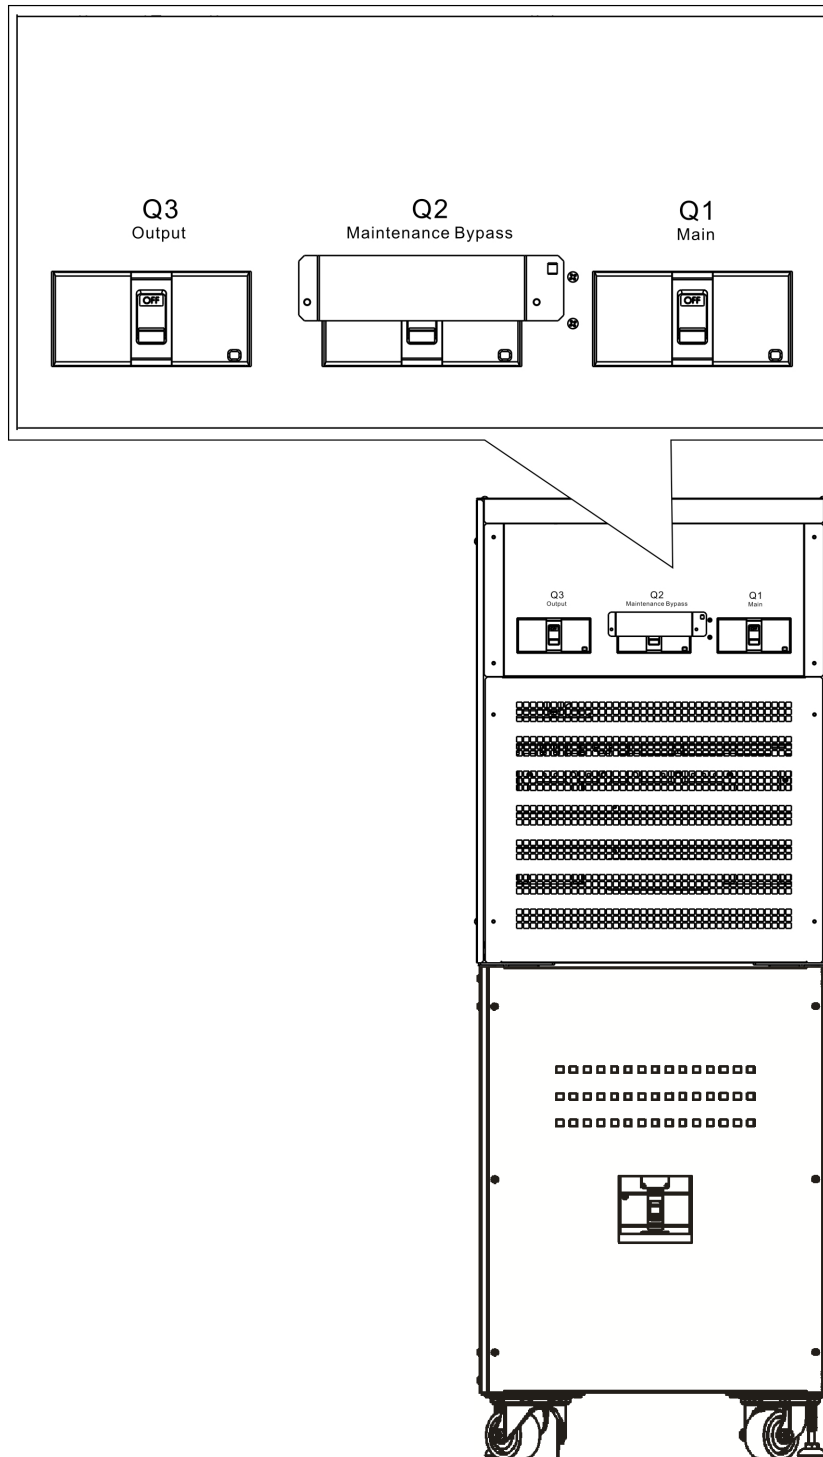 Q3
Output
OFF
Q2
Maintenance Bypass
Q1
Main
OFF
Q3
Output
Q2
Maintenance Bypass
Q1
Main